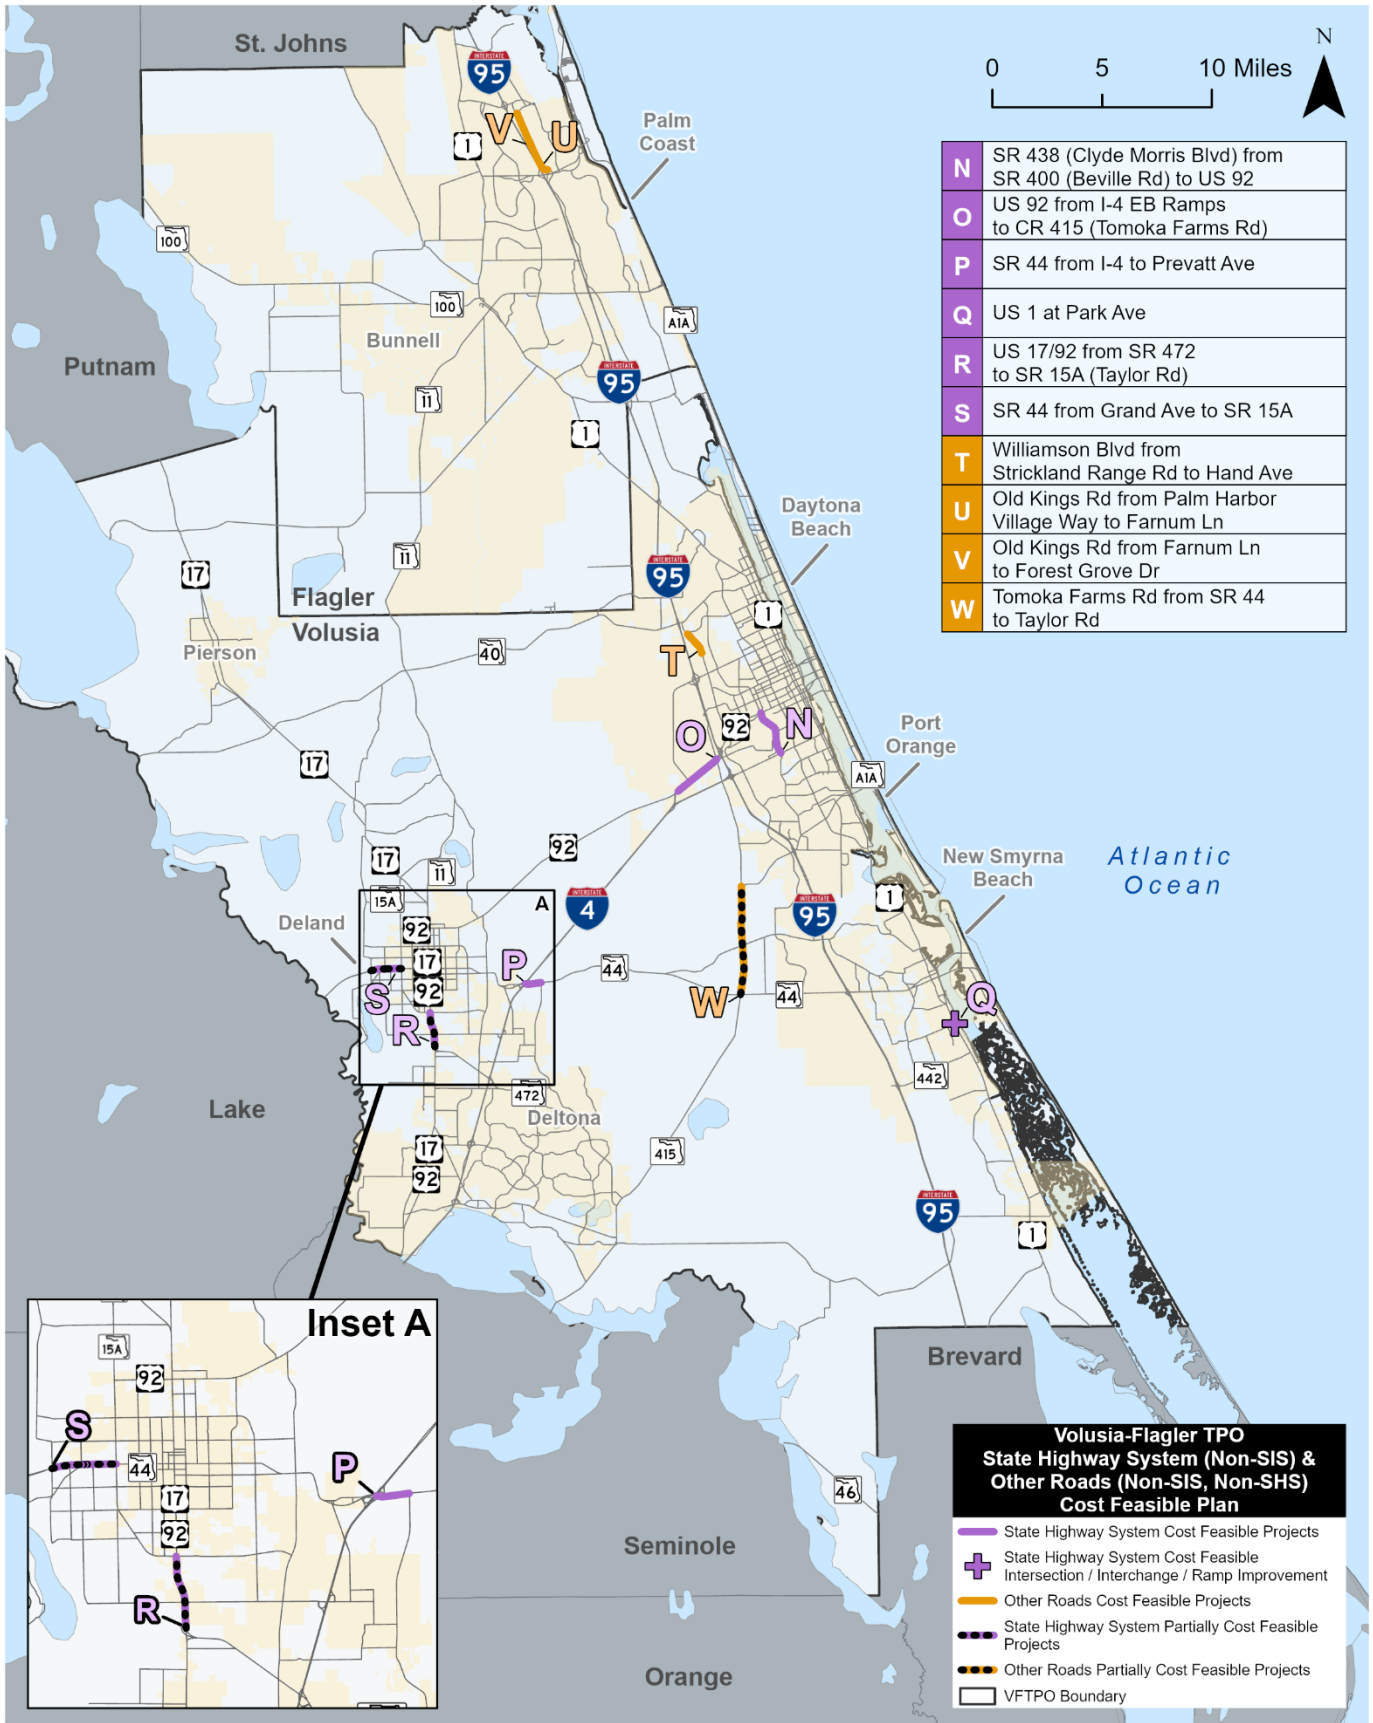 St. Johns
INTERSTATE
95
N
0 5 10 Miles
1
V
U
Palm
Coast
N SR 438 (Clyde Morris Blvd) from
SR 400 (Beville Rd) to US 92
O US 92 from I-4 EB Ramps
to CR 415 (Tomoka Farms Rd)
P SR 44 from I-4 to Prevatt Ave
Q US 1 at Park Ave
R US 17/92 from SR 472
to SR 15A (Taylor Rd)
S SR 44 from Grand Ave to SR 15A
T Williamson Blvd from
Strickland Range Rd to Hand Ave
U Old Kings Rd from Palm Harbor
Village Way to Farnum Ln
V Old Kings Rd from Farnum Ln
to Forest Grove Dr
W Tomoka Farms Rd from SR 44
to Taylor Rd
100
100
A1A
Bunnell
Putnam
INTERSTATE
95
11
1
Daytona
Beach
11
17
INTERSTATE
95
Flagler
Volusia
1
Pierson
40
T
92
N
O
Port
Orange
17
A1A
92
17
11
New Smyrna
Beach
Atlantic
Ocean
15A
A
INTERSTATE
4
INTERSTATE
95
1
Deland
92
17
P
44
92
S
W
44
Q
R
442
472
Lake
Deltona
17
415
92
INTERSTATE
95
1
Inset A
15A
92
Brevard
S
44
P
17
92
R
46
Seminole
Orange
Volusia-Flagler TPO
State Highway System (Non-SIS) &
Other Roads (Non-SIS, Non-SHS)
Cost Feasible Plan
State Highway System Cost Feasible Projects
State Highway System Cost Feasible
Intersection / Interchange / Ramp Improvement
Other Roads Cost Feasible Projects
State Highway System Partially Cost Feasible
Projects
Other Roads Partially Cost Feasible Projects
VFTPO Boundary